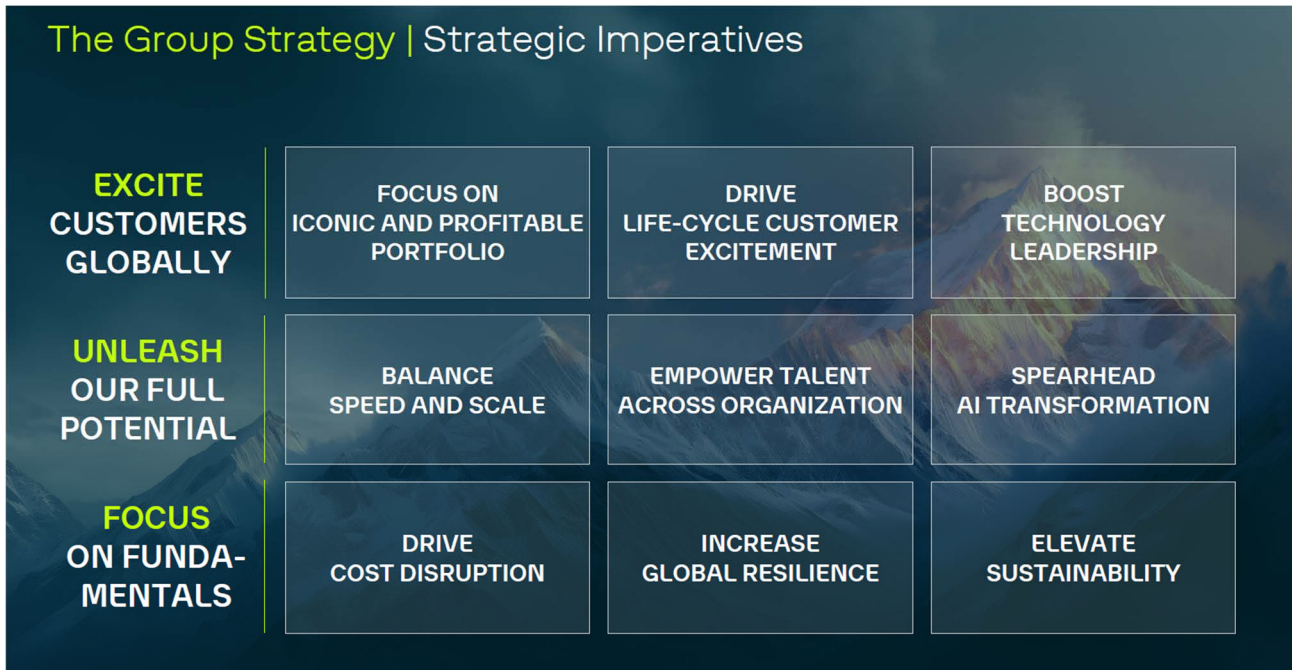 The Group Strategy | Strategic Imperatives
EXCITE
CUSTOMERS
GLOBALLY
FOCUS ON
ICONIC AND PROFITABLE
PORTFOLIO
DRIVE
LIFE-CYCLE CUSTOMER
EXCITEMENT
BOOST
TECHNOLOGY
LEADERSHIP
UNLEASH
OUR FULL
POTENTIAL
BALANCE
SPEED AND SCALE
EMPOWER TALENT
ACROSS ORGANIZATION
SPEARHEAD
AI TRANSFORMATION
FOCUS
ON FUNDA-
MENTALS
DRIVE
COST DISRUPTION
INCREASE
GLOBAL RESILIENCE
ELEVATE
SUSTAINABILITY